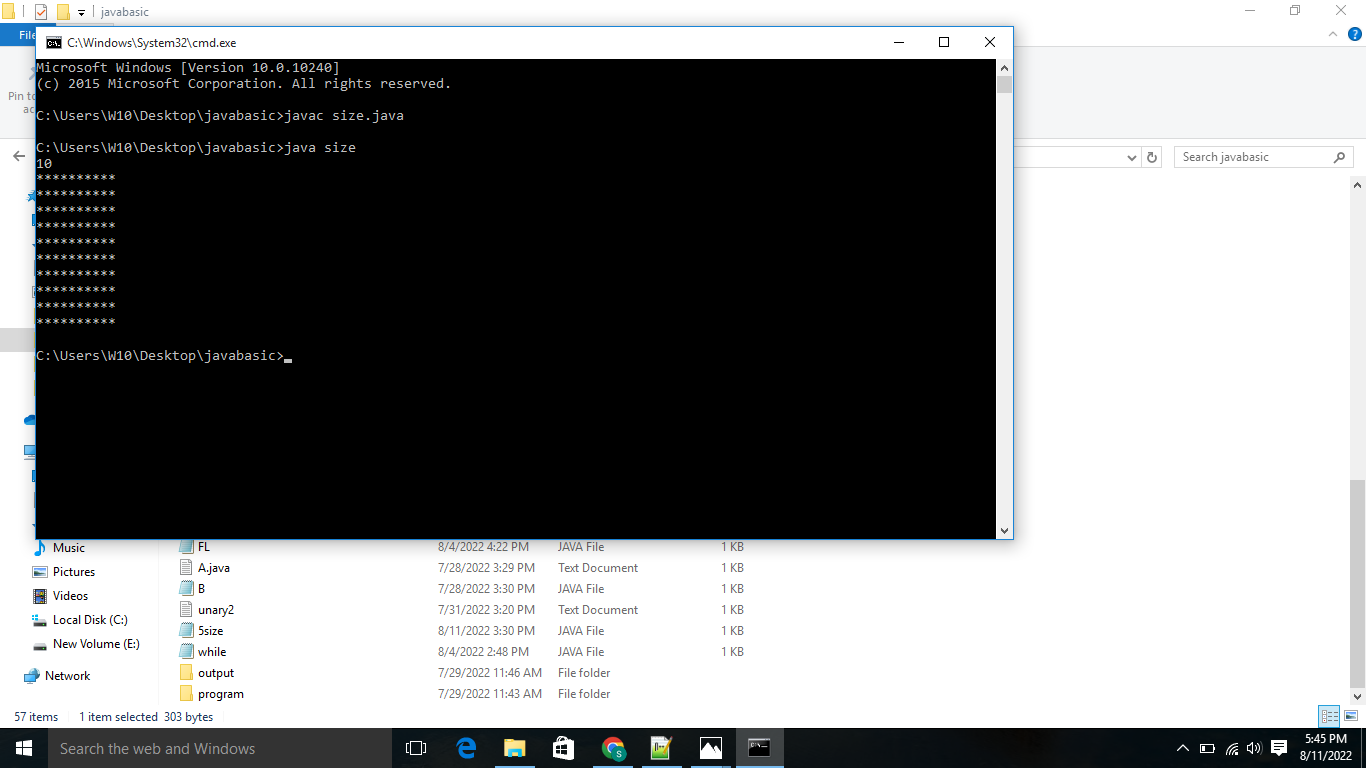 javabasic
File
C:\Windows\System32\cmd.exe
Microsoft Windows [Version 10.0.10240]
(c) 2015 Microsoft Corporation. All rights reserved.
Pin to
ac
C:\Users\W10\Desktop\javabasic>javac size.java
C:\Users\W10\Desktop\javabasic>java size
10
**********
**********
**********
**********
**********
**********
**********
**********
**********
**********
C:\Users\W10\Desktop\javabasic>
Search javabasic
Music
Pictures
Videos
Local Disk (C:)
New Volume (E:)
Network
FL 8/4/2022 4:22 PM JAVA File 1 KB
A.java 7/28/2022 3:29 PM Text Document 1 KB
B 7/28/2022 3:30 PM JAVA File 1 KB
unary2 7/31/2022 3:20 PM Text Document 1 KB
5size 8/11/2022 3:30 PM JAVA File 1 KB
while 8/4/2022 2:48 PM JAVA File 1 KB
output 7/29/2022 11:46 AM File folder
program 7/29/2022 11:43 AM File folder
57 items 1 item selected 303 bytes
Search the web and Windows
5:45 PM
8/11/2022